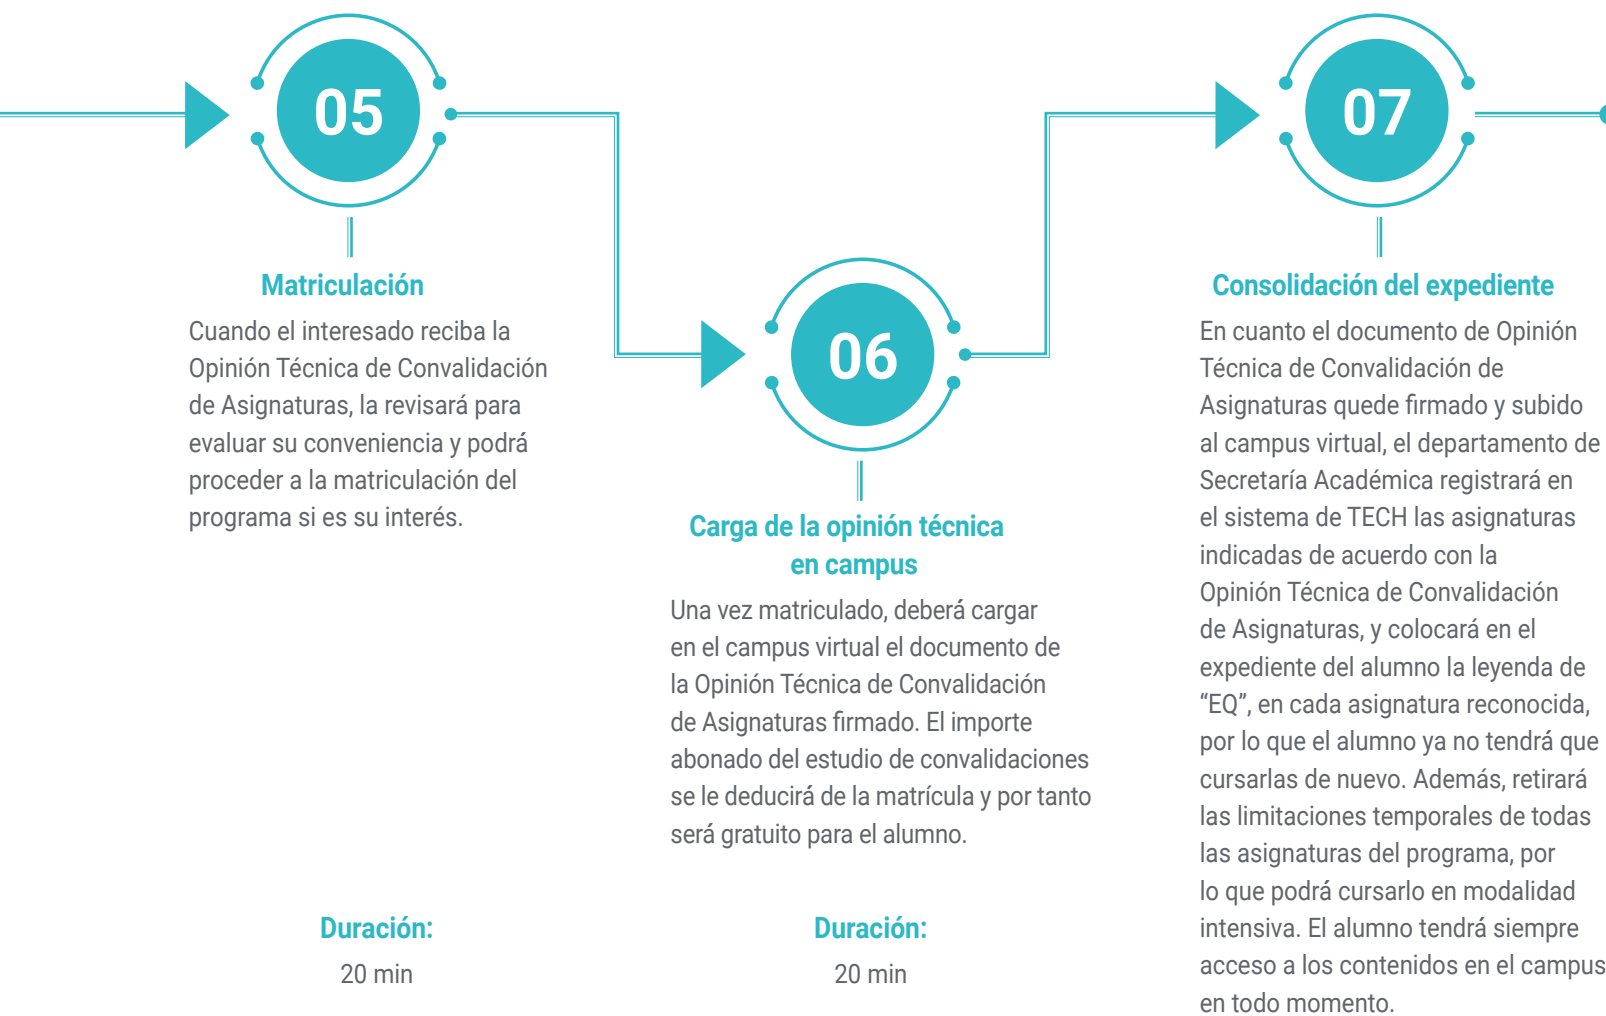 05
Matriculación
Cuando el interesado reciba la
Opinión Técnica de Convalidación
de Asignaturas, la revisará para
evaluar su conveniencia y podrá
proceder a la matriculación del
programa si es su interés.
Duración:
20 min
06
Carga de la opinión técnica
en campus
Una vez matriculado, deberá cargar
en el campus virtual el documento de
la Opinión Técnica de Convalidación
de Asignaturas firmado. El importe
abonado del estudio de convalidaciones
se le deducirá de la matrícula y por tanto
será gratuito para el alumno.
Duración:
20 min
07
Consolidación del expediente
En cuanto el documento de Opinión
Técnica de Convalidación de
Asignaturas quede firmado y subido
al campus virtual, el departamento de
Secretaría Académica registrará en
el sistema de TECH las asignaturas
indicadas de acuerdo con la
Opinión Técnica de Convalidación
de Asignaturas, y colocará en el
expediente del alumno la leyenda de
“EQ”, en cada asignatura reconocida,
por lo que el alumno ya no tendrá que
cursarlas de nuevo. Además, retirará
las limitaciones temporales de todas
las asignaturas del programa, por
lo que podrá cursarlo en modalidad
intensiva. El alumno tendrá siempre
acceso a los contenidos en el campus
en todo momento.